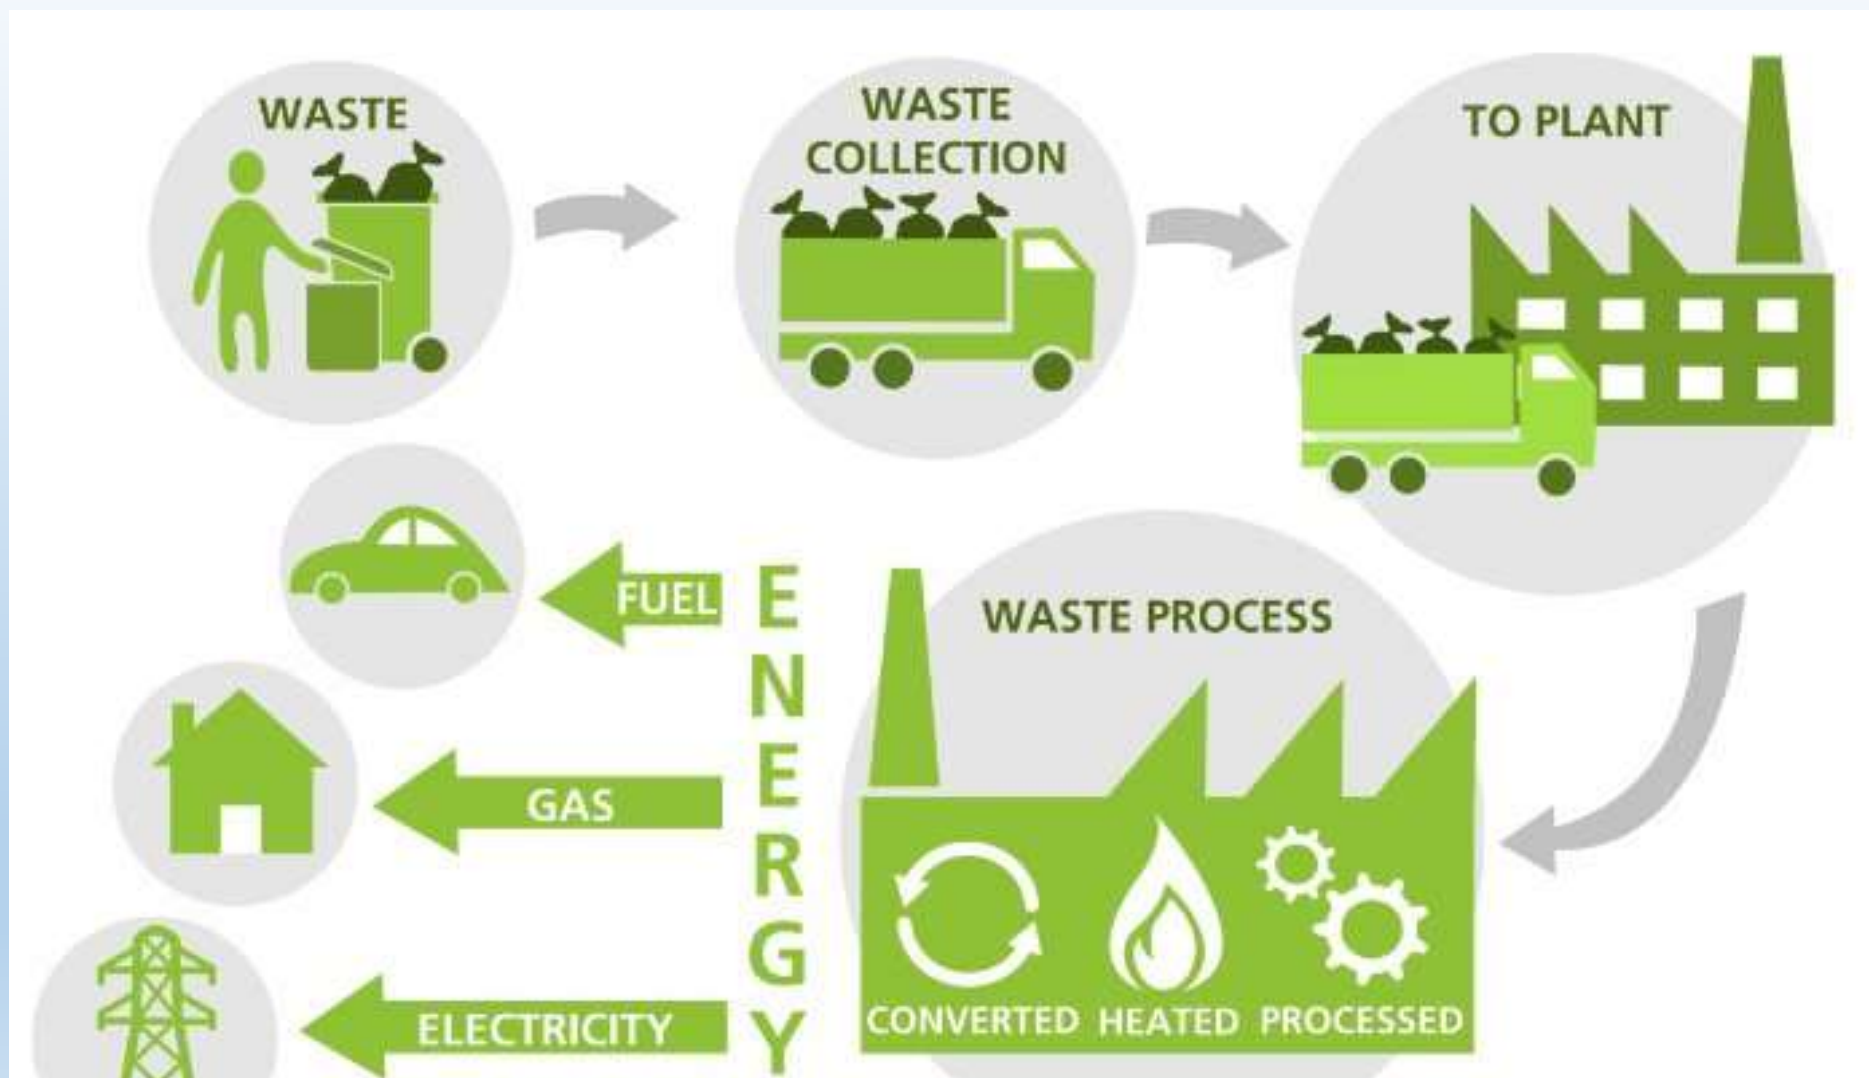 WASTE
WASTE
COLLECTION
TO PLANT
WASTE PROCESS
CONVERTED HEATED PROCESSED
ENERGY
FUEL
GAS
ELECTRICITY